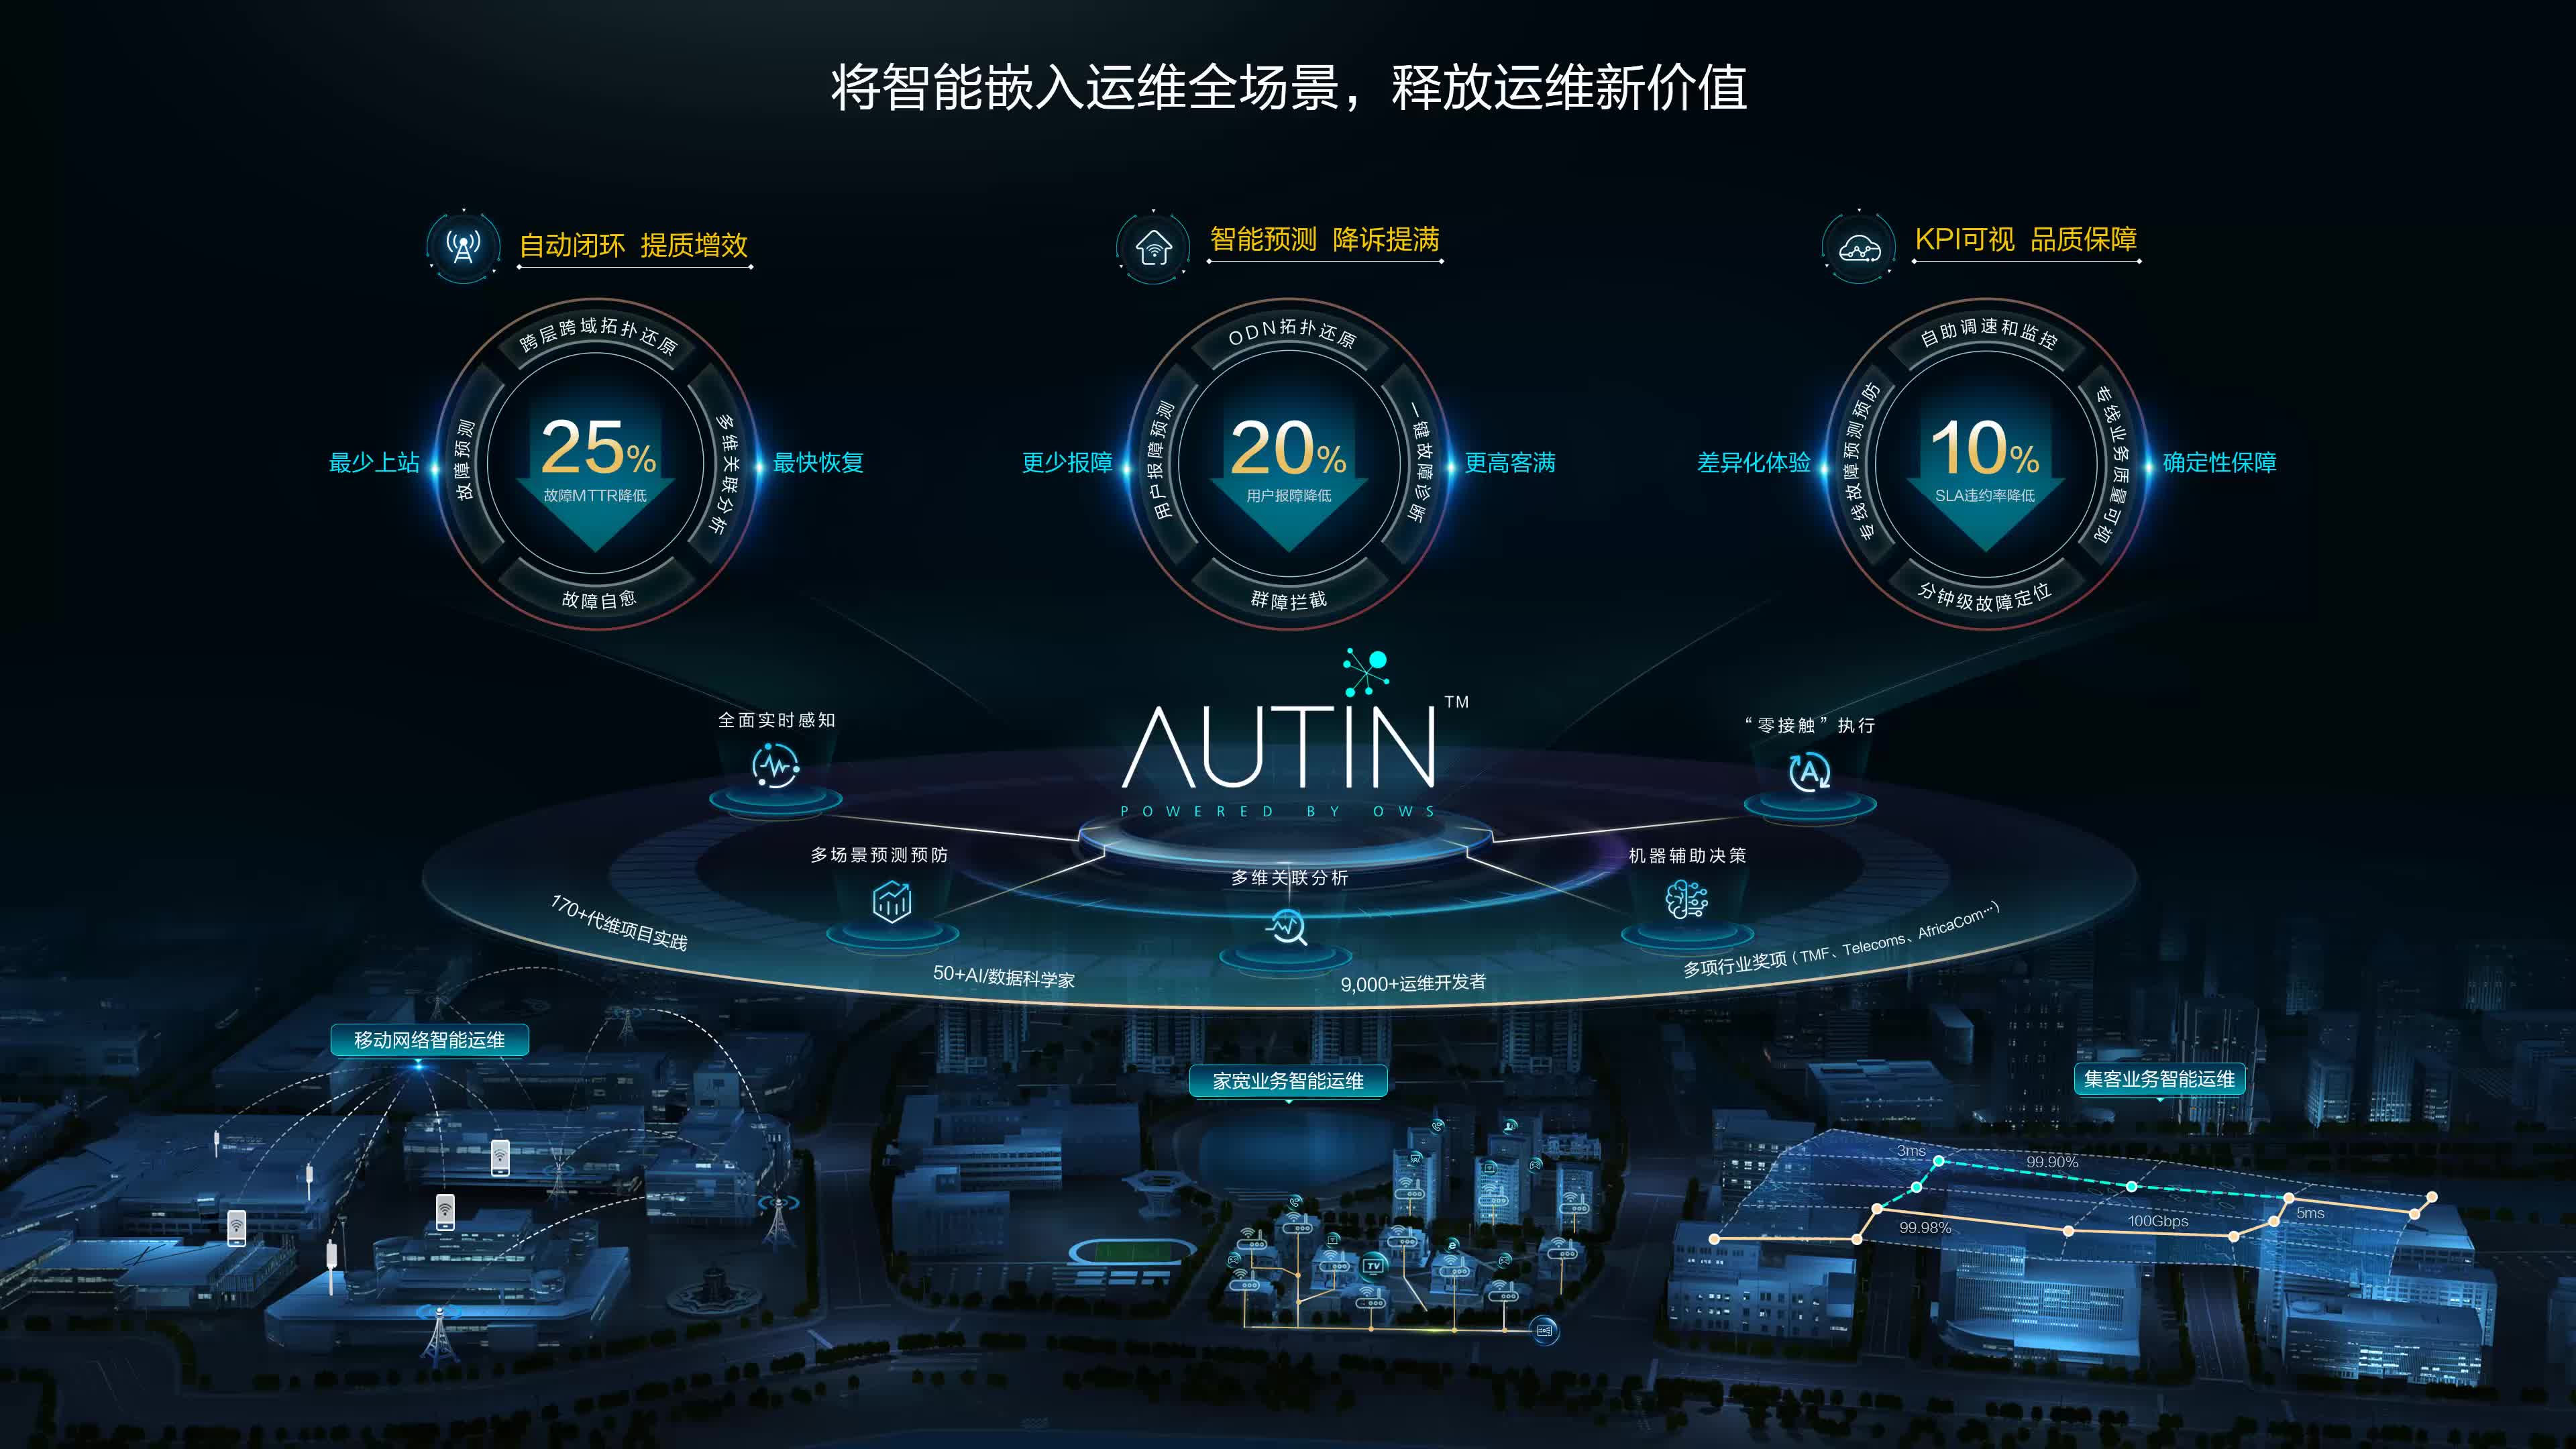 将智能嵌入运维全场景，释放运维新价值
自动闭环 提质增效
跨层跨域拓扑还原
故障预测
多维关联分析
故障自愈
最少上站
25%
故障MTTR降低
最快恢复
智能预测 降诉提满
ODN拓扑还原
用户报障预测
一键故障诊断
群障拦截
更少报障
20%
用户报障降低
更高客满
KPI可视 品质保障
自助调速和监控
专线故障预测预防
专线业务质量可视
分钟级故障定位
差异化体验
10%
SLA违约率降低
确定性保障
AUTIN TM
POWERED BY OWS
全面实时感知
多场景预测预防
多维关联分析
机器辅助决策
“零接触”执行
170+代维项目实践
50+AI/数据科学家
9,000+运维开发者
多项行业奖项（TMF、Telecoms、AfricaCom…）
移动网络智能运维
家宽业务智能运维
TV
集客业务智能运维
3ms
99.90%
99.98%
100Gbps
5ms